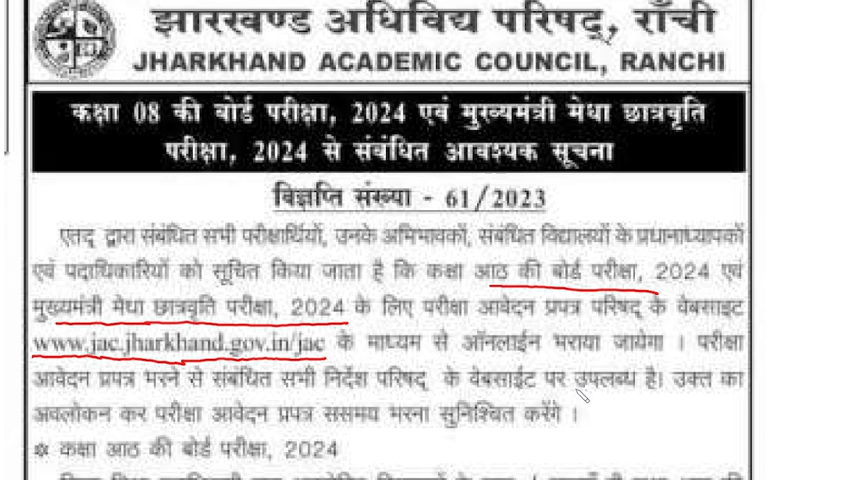 झारखण्ड अधिविद्य परिषद्, राँची
JHARKHAND ACADEMIC COUNCIL, RANCHI
कक्षा 08 की बोर्ड परीक्षा, 2024 एवं मुख्यमंत्री मेधा छात्रवृति
परीक्षा, 2024 से संबंधित आवश्यक सूचना
विज्ञप्ति संख्या - 61/2023
एतद् द्वारा संबंधित सभी परीक्षार्थियों, उनके अभिभावकों, संबंधित विद्यालयों के प्रधानाध्यापकों
एवं पदाधिकारियों को सूचित किया जाता है कि कक्षा आठ की बोर्ड परीक्षा, 2024 एवं
मुख्यमंत्री मेधा छात्रवृति परीक्षा, 2024 के लिए परीक्षा आवेदन प्रपत्र परिषद् के वेबसाइट
www.jac.jharkhand.gov.in/jac के माध्यम से ऑनलाईन भराया जायेगा । परीक्षा
आवेदन प्रपत्र भरने से संबंधित सभी निर्देश परिषद् के वेबसाईट पर उपलब्ध है। उक्त का
अवलोकन कर परीक्षा आवेदन प्रपत्र ससमय भरना सुनिश्चित करेंगे ।
* कक्षा आठ की बोर्ड परीक्षा, 2024